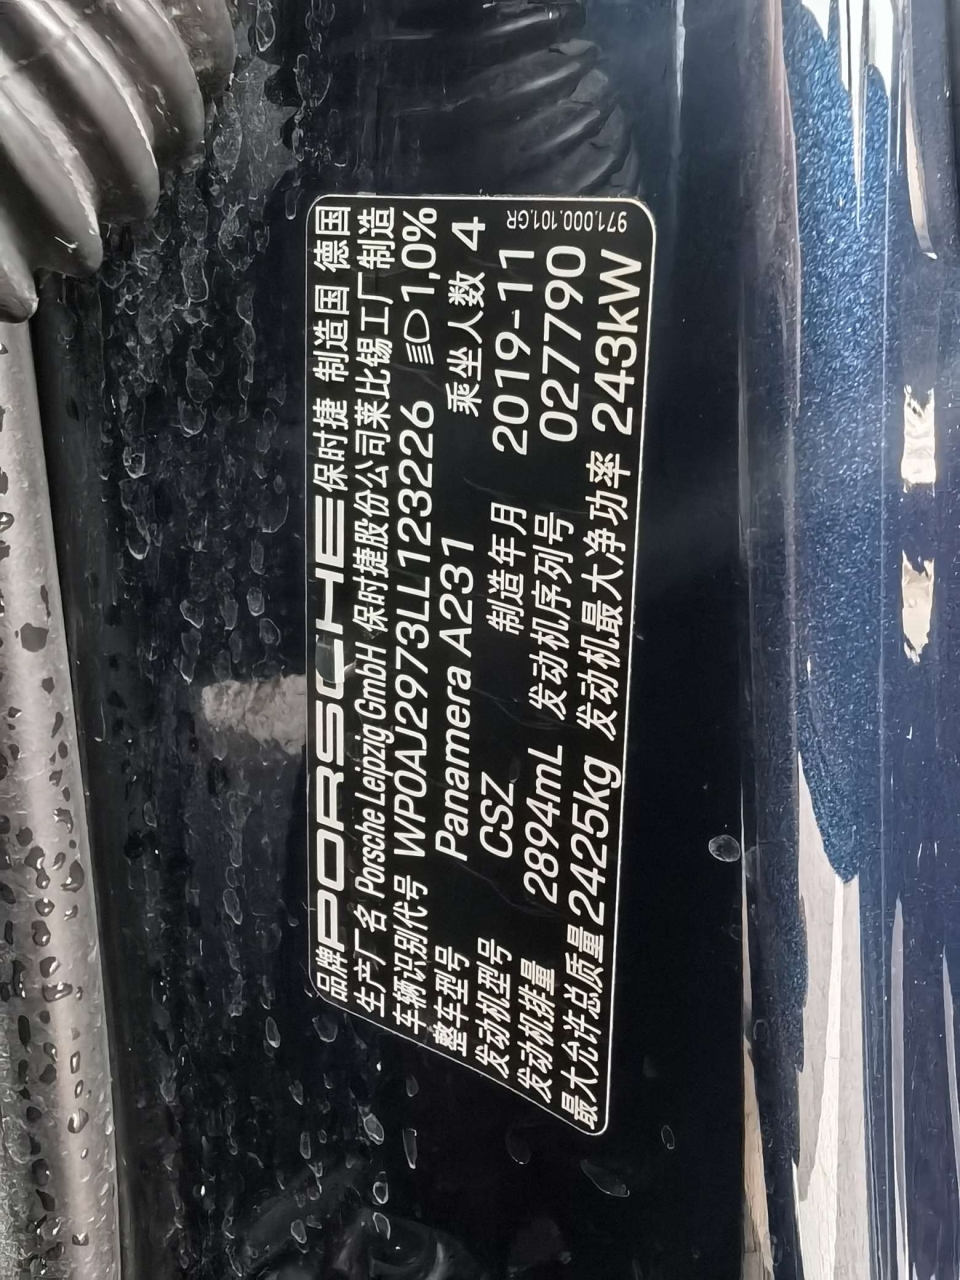 品牌 PORSCHE 保时捷 制造国 德国
生产厂名 Porsche Leipzig GmbH 保时捷股份公司莱比锡工厂制造
车辆识别代号 WP0AJ2973LL123226 1,0%
整车型号 Panamera A231 乘坐人数 4
发动机型号 CSZ 制造年月 2019-11
发动机排量 2894mL 发动机序列号 027790
最大允许总质量 2425kg 发动机最大净功率 243kW
971.000.101.GR